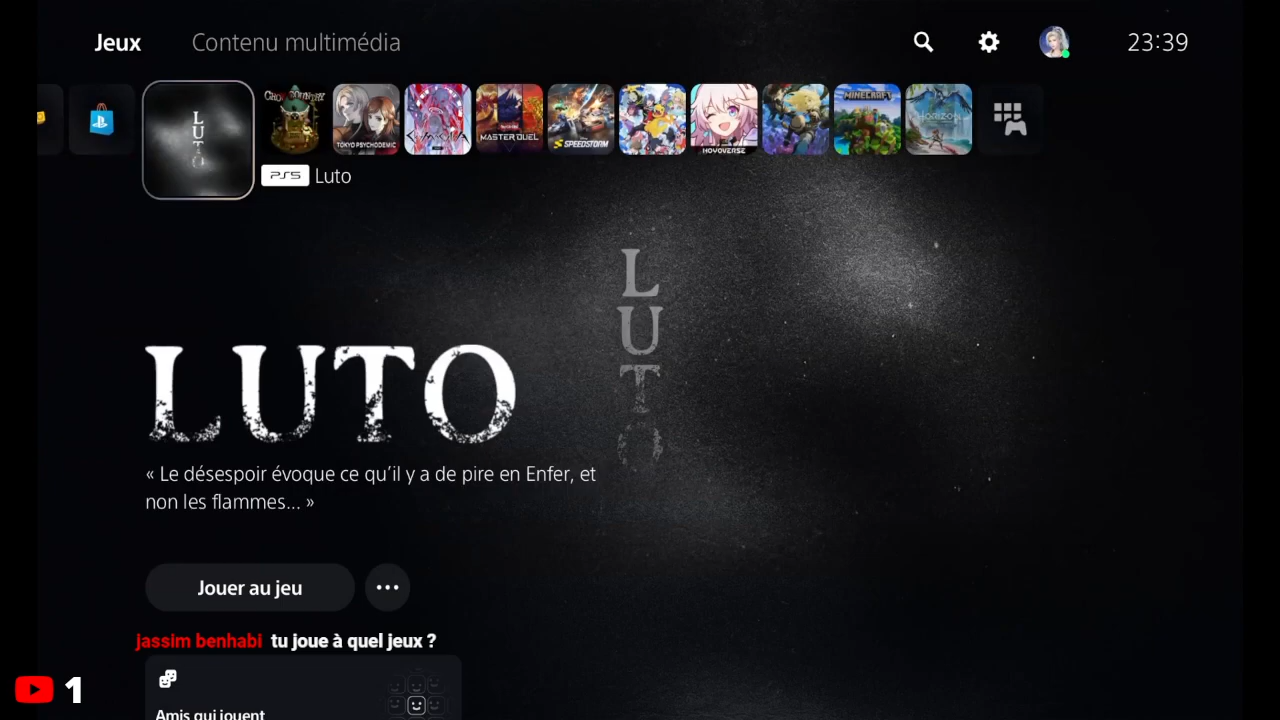 Jeux
Contenu multimédia
23:39
LUTO
CROW COUNTRY
TOKYO PSYCHODEMIC
MASTER DUEL
SPEEDSTORM
HOYOVERSE
MINECRAFT
HORIZON
PS5 Luto
L
U
T
O
LUTO
« Le désespoir évoque ce qu’il y a de pire en Enfer, et
non les flammes... »
Jouer au jeu
jassim benhabi tu joue à quel jeux ?
1
Amis qui jouent